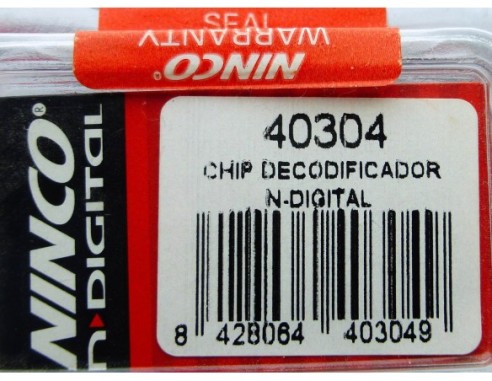 SEAL
WARRANTY
NINCO®
NINCO®
n►DIGITAL
40304
CHIP DECODIFICADOR
N-DIGITAL
8 428064 403049